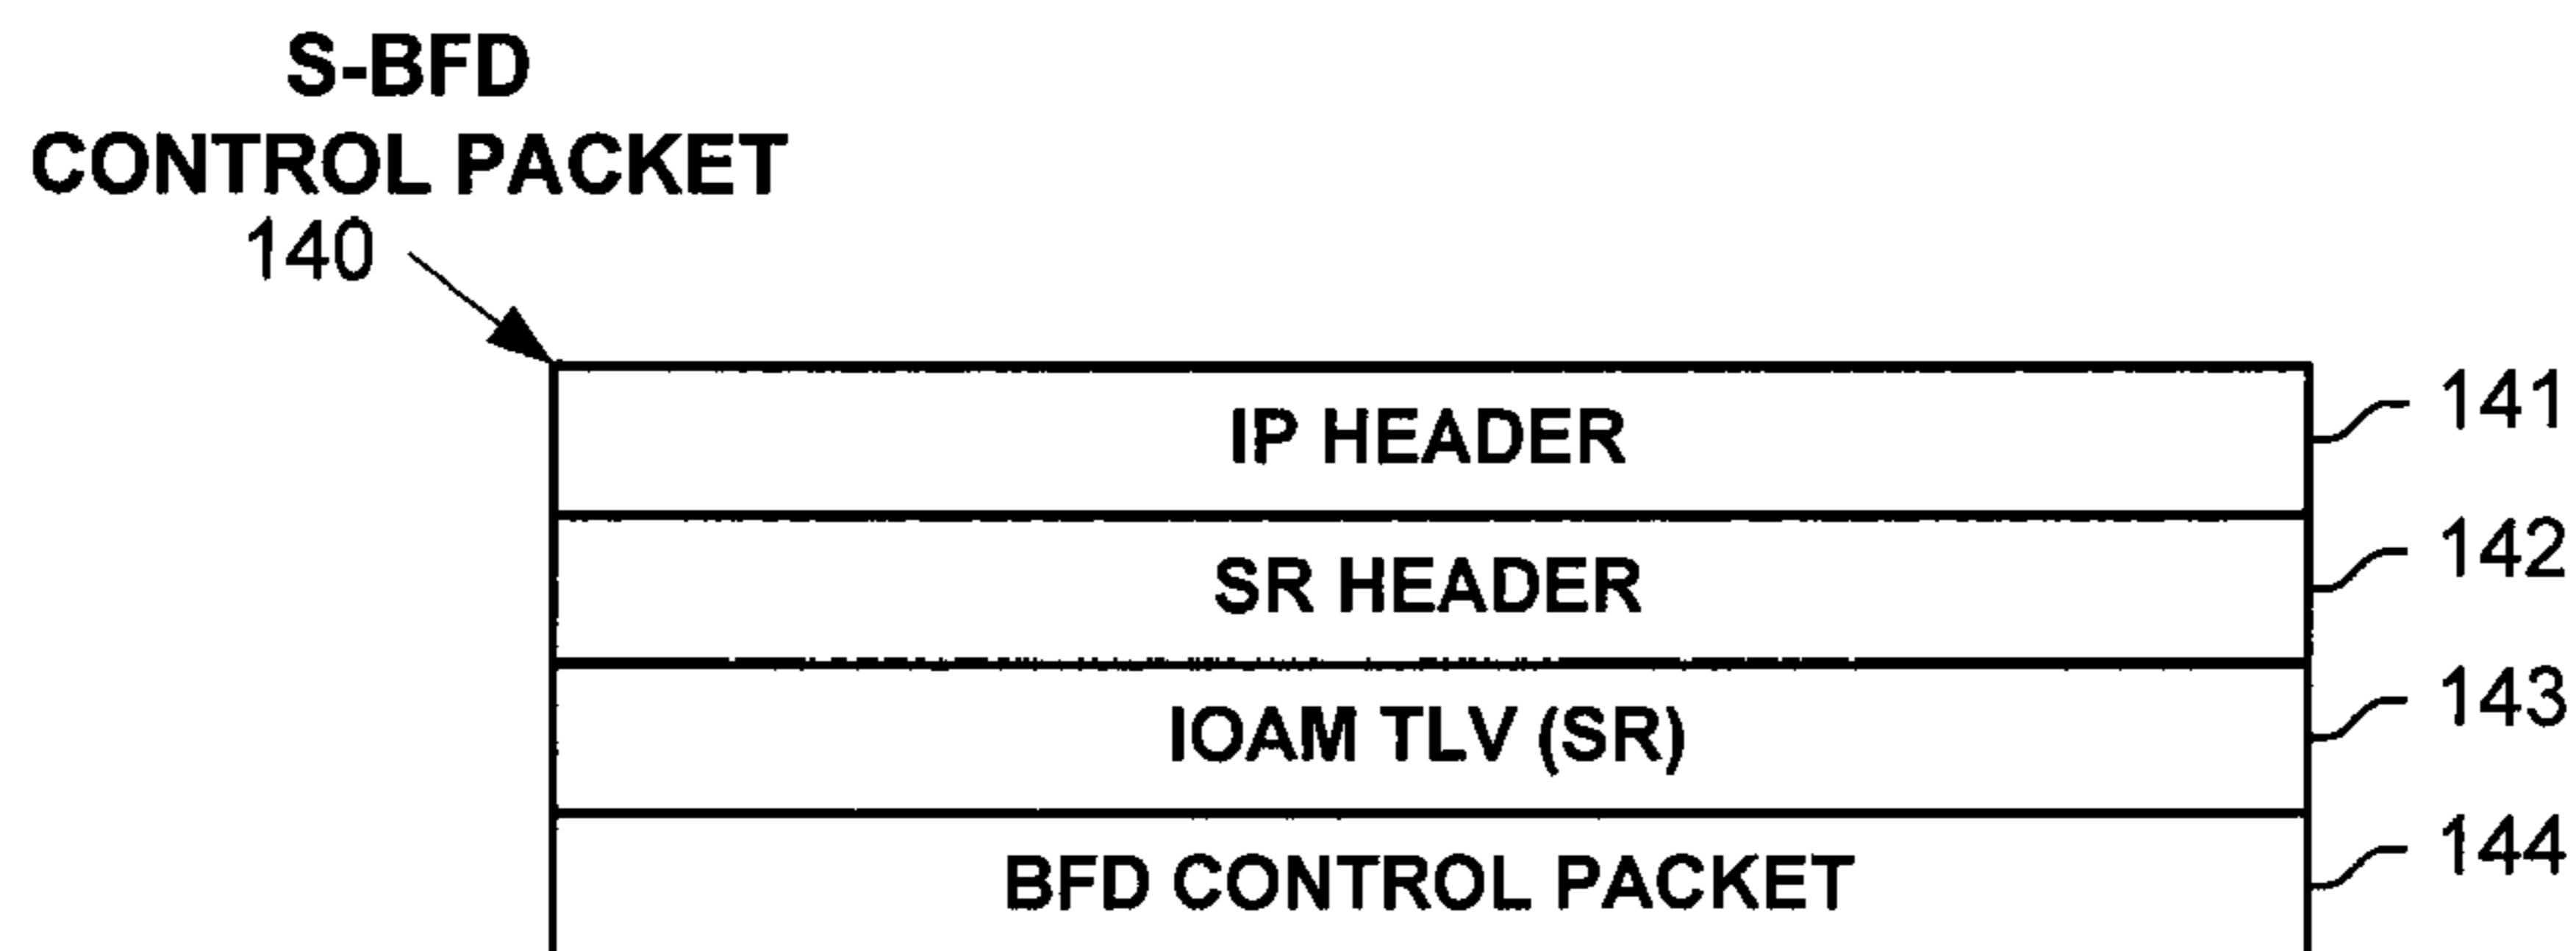 S-BFD
CONTROL PACKET
140
IP HEADER 141
SR HEADER 142
IOAM TLV (SR) 143
BFD CONTROL PACKET 144